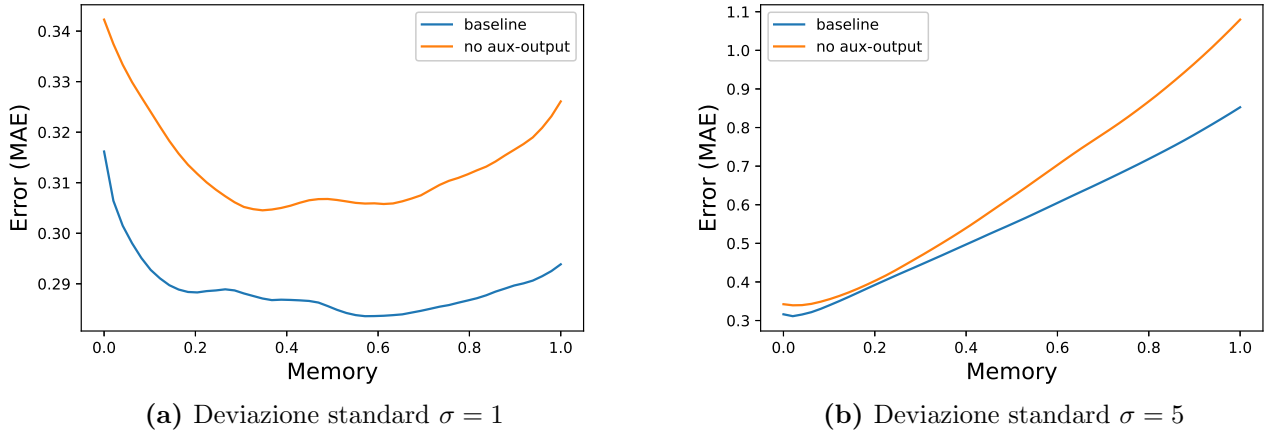 0.34
0.33
0.32
0.31
0.30
0.29
Error (MAE)
baseline
no aux-output
0.0 0.2 0.4 0.6 0.8 1.0
Memory
(a) Deviazione standard σ = 1
1.1
1.0
0.9
0.8
0.7
0.6
0.5
0.4
0.3
Error (MAE)
baseline
no aux-output
0.0 0.2 0.4 0.6 0.8 1.0
Memory
(b) Deviazione standard σ = 5